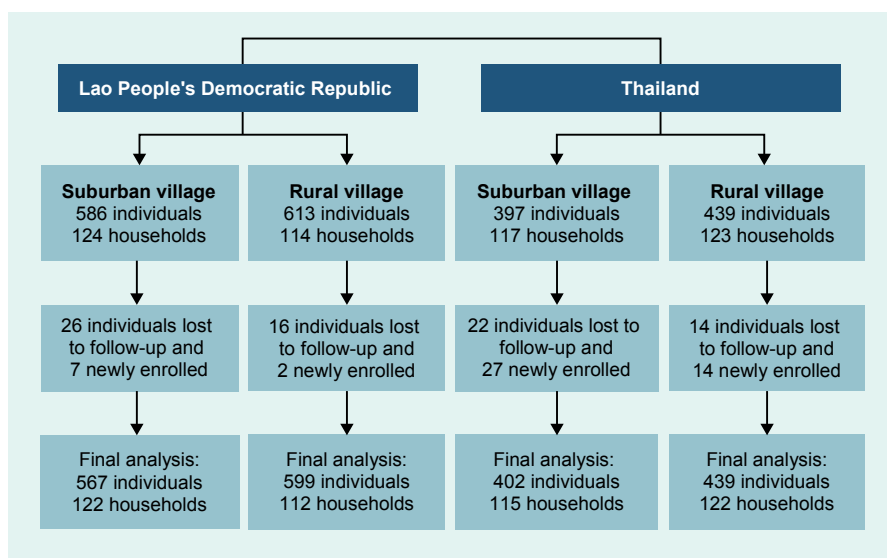 Lao People's Democratic Republic
Thailand
Suburban village
586 individuals
124 households
Rural village
613 individuals
114 households
Suburban village
397 individuals
117 households
Rural village
439 individuals
123 households
26 individuals lost
to follow-up and
7 newly enrolled
16 individuals lost
to follow-up and
2 newly enrolled
22 individuals lost to
follow-up and
27 newly enrolled
14 individuals lost
to follow-up and
14 newly enrolled
Final analysis:
567 individuals
122 households
Final analysis:
599 individuals
112 households
Final analysis:
402 individuals
115 households
Final analysis:
439 individuals
122 households